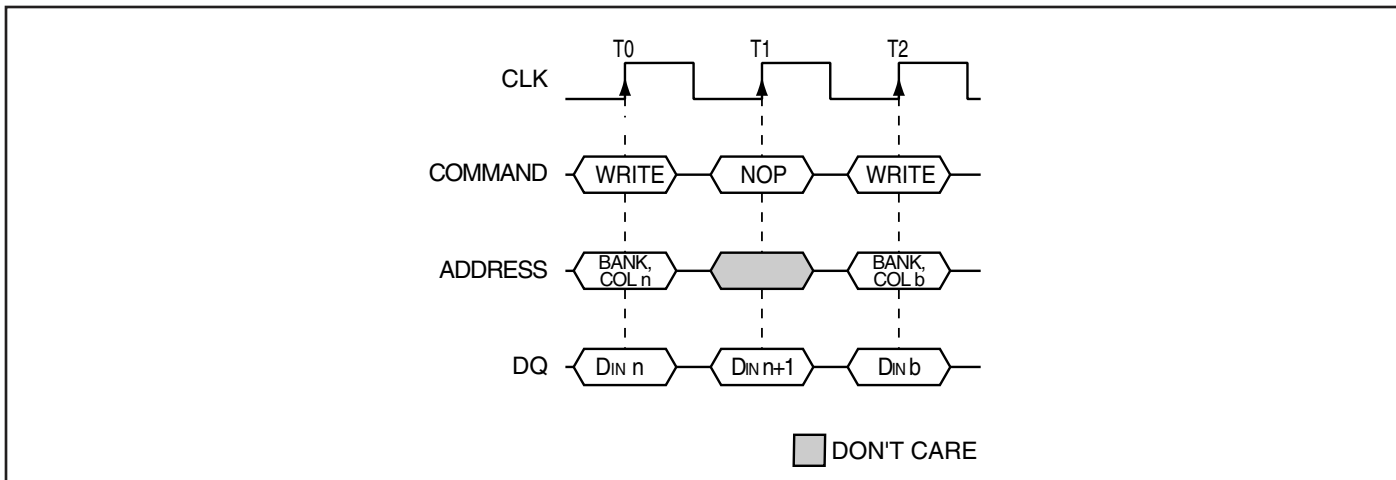 T0 T1 T2
CLK
COMMAND WRITE NOP WRITE
ADDRESS BANK, COL n BANK, COL b
DQ DIN n DIN n+1 DIN b
DON'T CARE